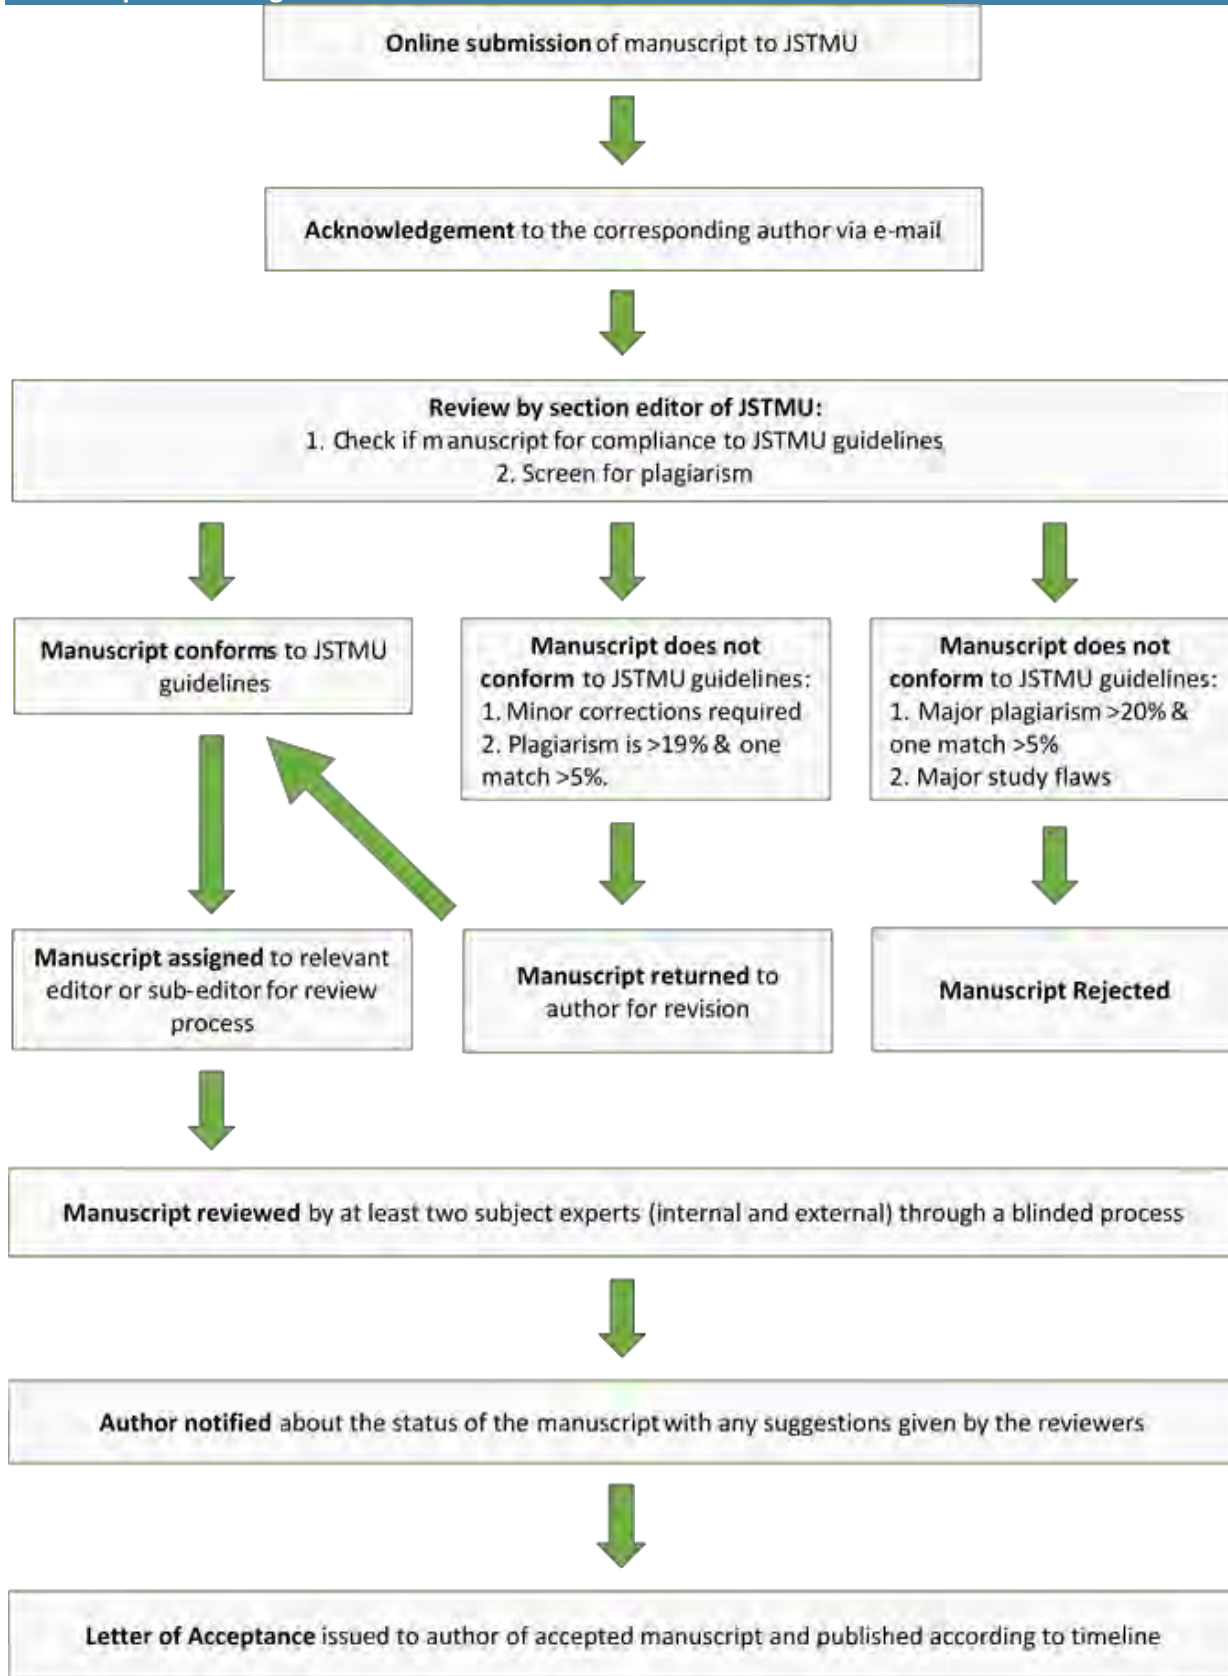 Online submission of manuscript to JSTMU
Acknowledgement to the corresponding author via e-mail
Review by section editor of JSTMU:
1. Check if manuscript for compliance to JSTMU guidelines
2. Screen for plagiarism
Manuscript conforms to JSTMU
guidelines
Manuscript does not
conform to JSTMU guidelines:
1. Minor corrections required
2. Plagiarism is >19% & one
match >5%.
Manuscript does not
conform to JSTMU guidelines:
1. Major plagiarism >20% &
one match >5%
2. Major study flaws
Manuscript assigned to relevant
editor or sub-editor for review
process
Manuscript returned to
author for revision
Manuscript Rejected
Manuscript reviewed by at least two subject experts (internal and external) through a blinded process
Author notified about the status of the manuscript with any suggestions given by the reviewers
Letter of Acceptance issued to author of accepted manuscript and published according to timeline